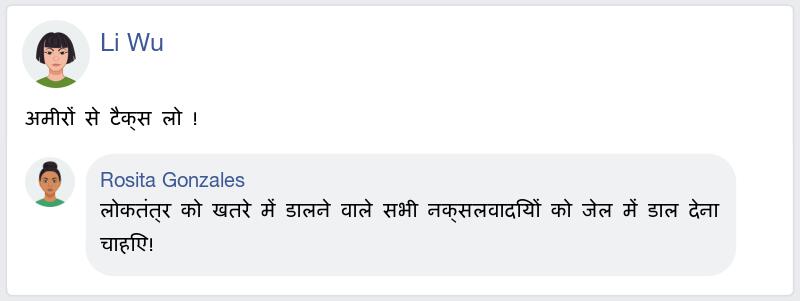 Li Wu
अमीरों से टैक्स लो !
Rosita Gonzales
लोकतंत्र को खतरे में डालने वाले सभी नक्सलवादियों को जेल में डाल देना
चाहिए!